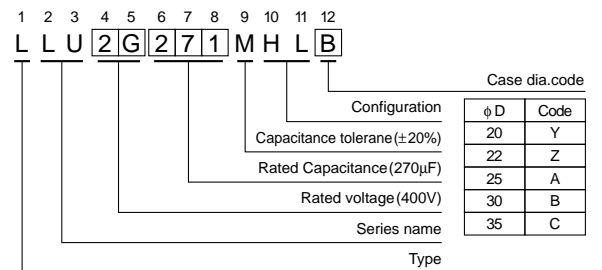 1 2 3 4 5 6 7 8 9 10 11 12
L L U 2 G 2 7 1 M H L B
Case dia.code
Configuration
Capacitance tolerane (±20%)
Rated Capacitance (270µF)
Rated voltage (400V)
Series name
Type
φ D Code
20 Y
22 Z
25 A
30 B
35 C